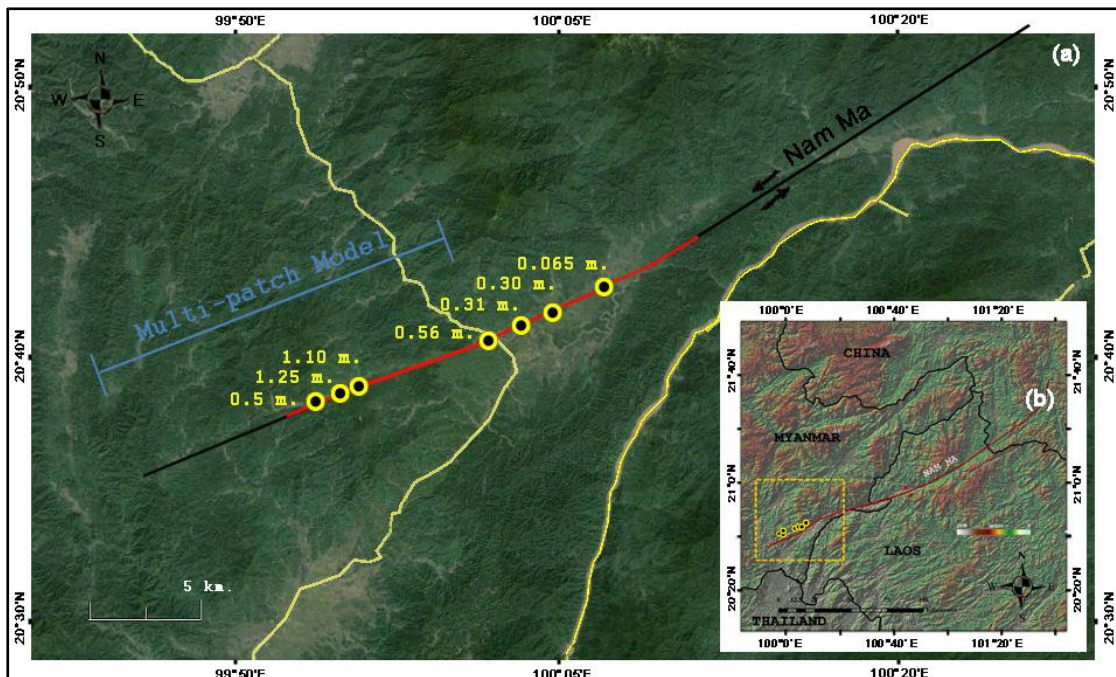 99°50'E 100°05'E 100°20'E
(a)
N
W E
S
20°50'N 20°50'N
Nam Ma
Multi-patch Model
0.065 m.
0.30 m.
0.31 m.
0.56 m.
1.10 m.
1.25 m.
0.5 m.
20°40'N 20°40'N
5 km.
20°30'N 20°30'N
99°50'E 100°05'E 100°20'E
100°0'E 100°40'E 101°20'E
CHINA
21°40'N 21°40'N
(b)
MYANMAR
NAM MA
21°0'N 21°0'N
LAOS
N
S
20°20'N 20°20'N
THAILAND
100°0'E 100°40'E 101°20'E